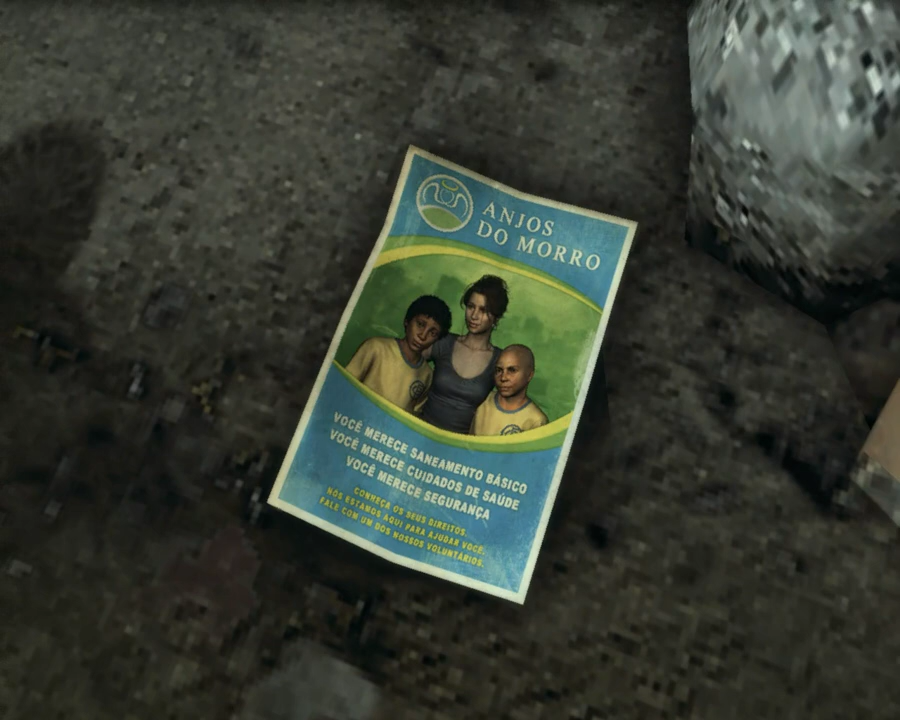 ANJOS
DO MORRO
VOCÊ MERECE SANEAMENTO BÁSICO
VOCÊ MERECE CUIDADOS DE SAÚDE
VOCÊ MERECE SEGURANÇA
CONHEÇA OS SEUS DIREITOS.
NÓS ESTAMOS AQUI PARA AJUDAR VOCÊ.
FALE COM UM DOS NOSSOS VOLUNTÁRIOS.